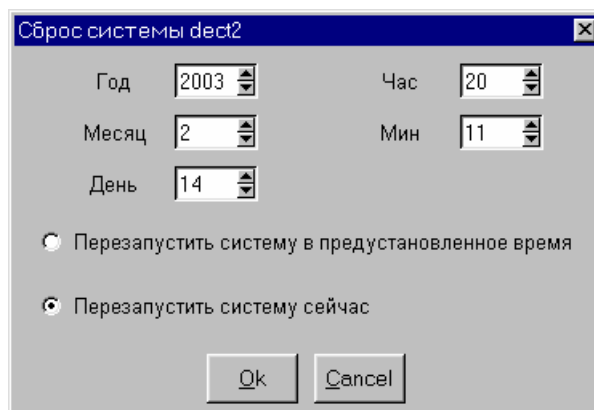 Сброс системы dect2
Год 2003 Час 20
Месяц 2 Мин 11
День 14
Перезапустить систему в предустановленное время
Перезапустить систему сейчас
Ok Cancel